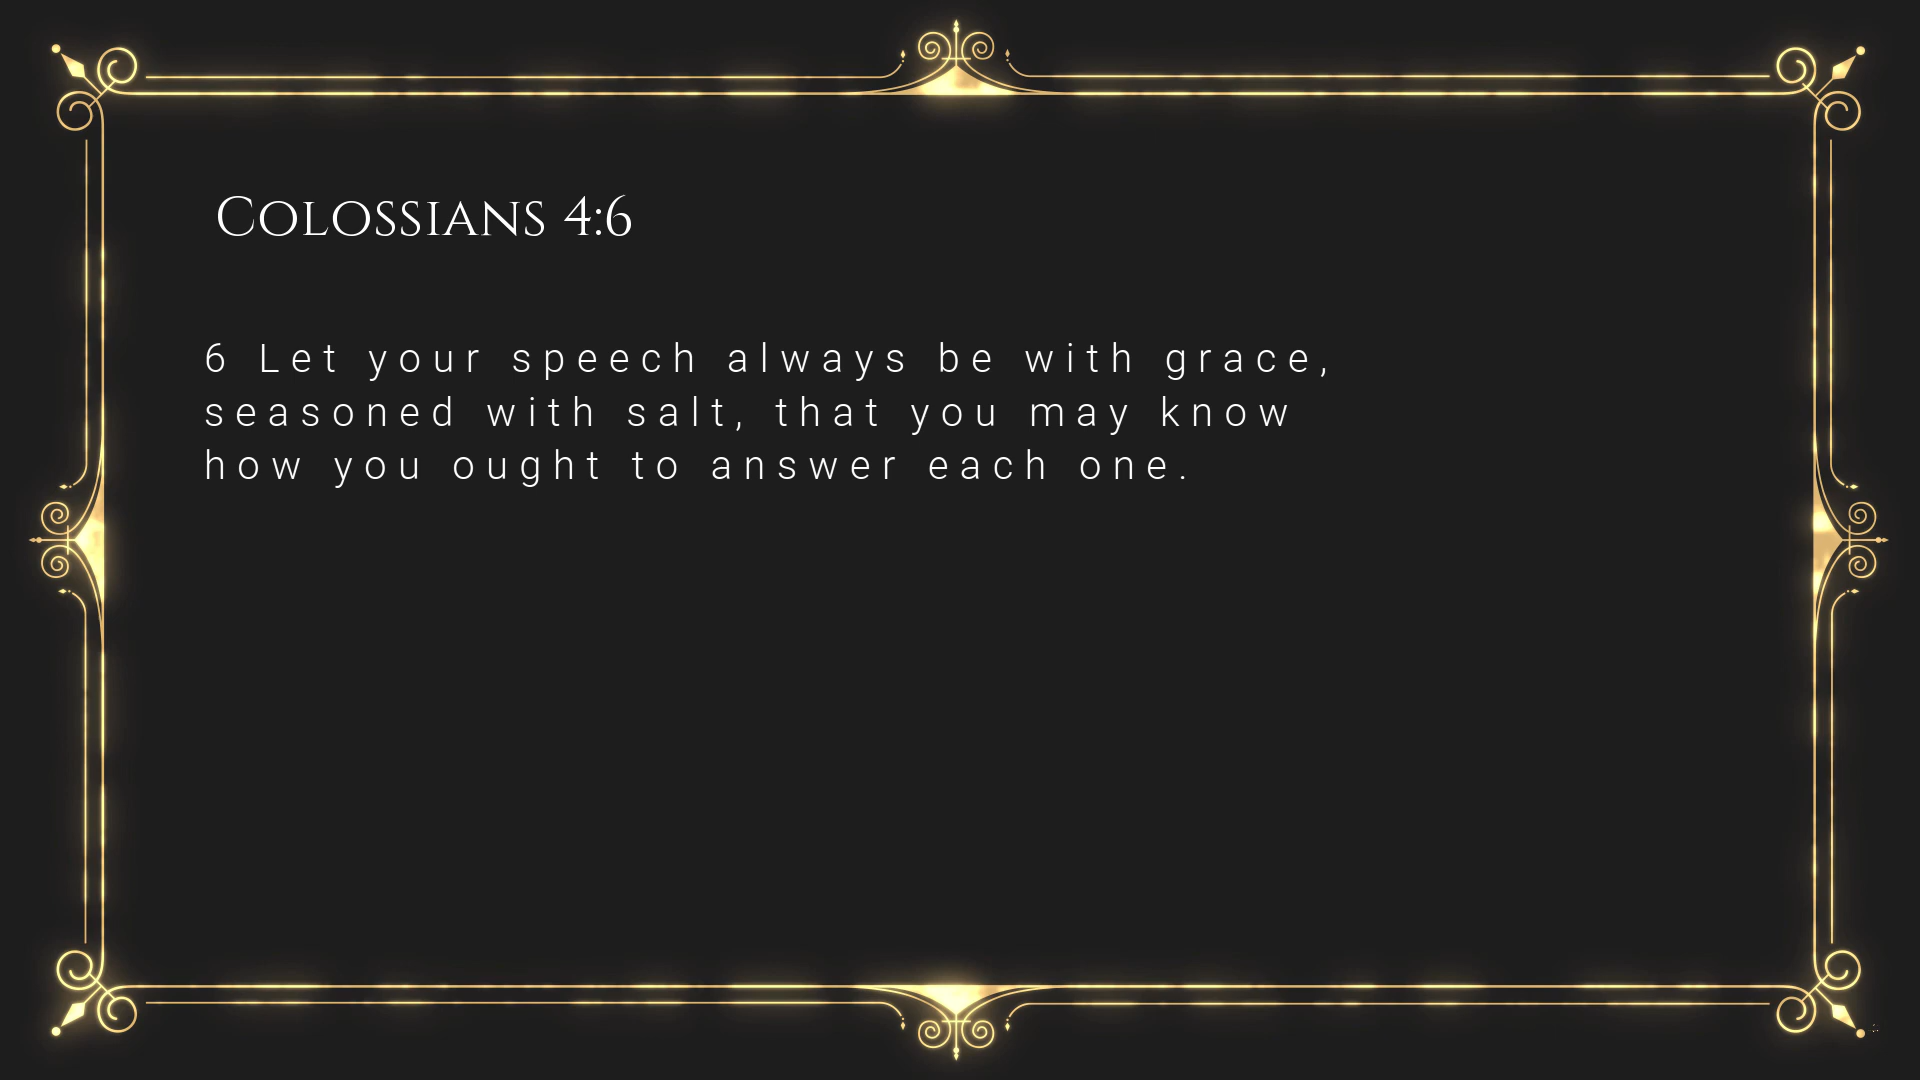 Colossians 4:6
6 Let your speech always be with grace,
seasoned with salt, that you may know
how you ought to answer each one.